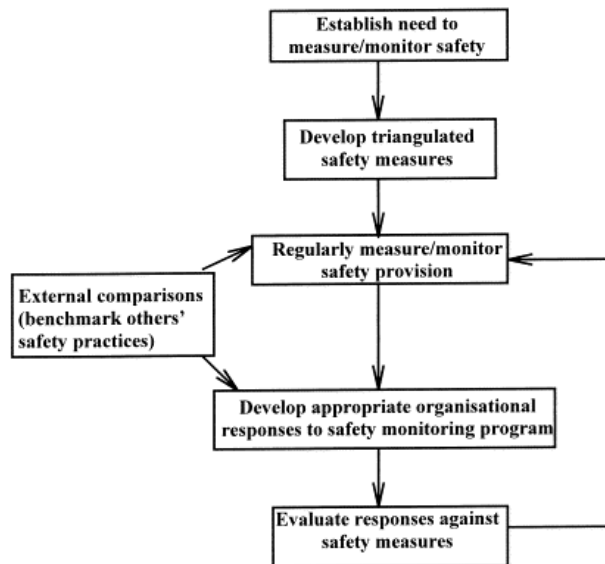 Establish need to
measure/monitor safety
Develop triangulated
safety measures
Regularly measure/monitor
safety provision
External comparisons
(benchmark others’
safety practices)
Develop appropriate organisational
responses to safety monitoring program
Evaluate responses against
safety measures